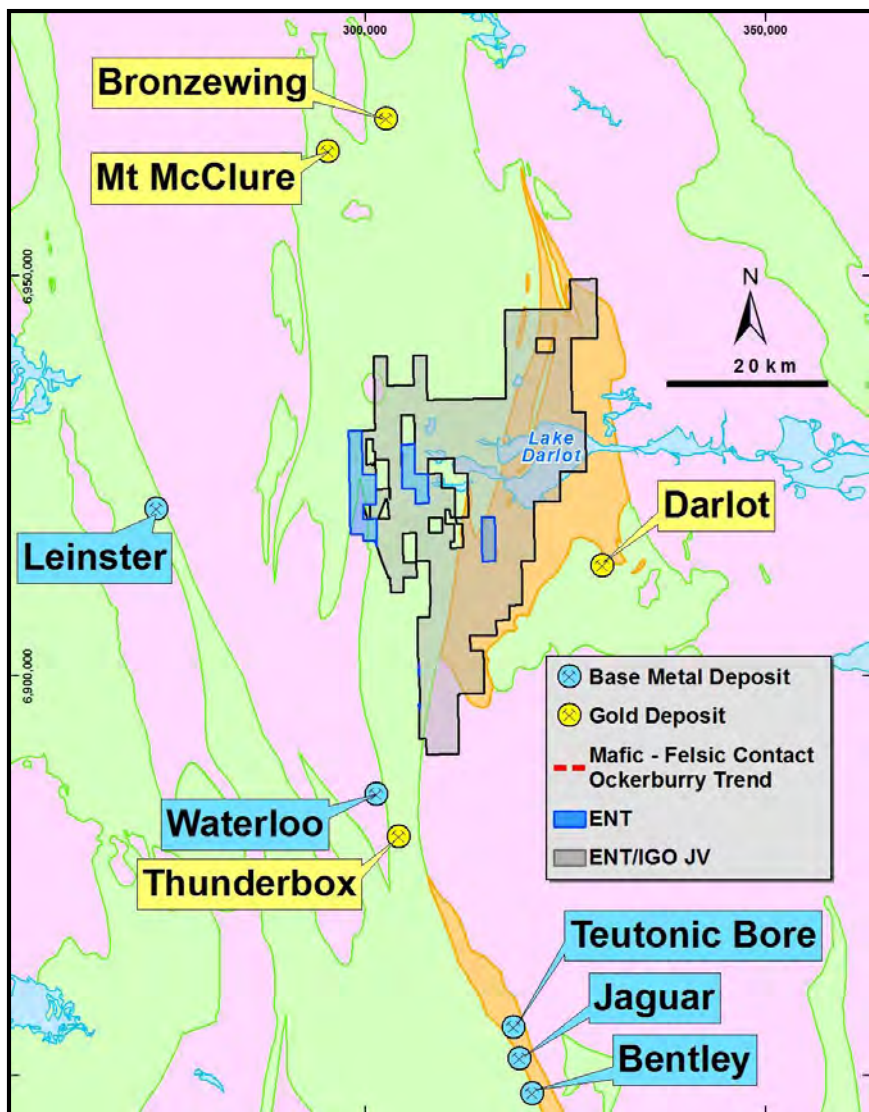 300,000
350,000
Bronzewing
Mt McClure
6,950,000
N
20 km
Lake
Darlot
Darlot
Leinster
6,900,000
Base Metal Deposit
Gold Deposit
Mafic - Felsic Contact
Ockerburry Trend
ENT
ENT/IGO JV
Waterloo
Thunderbox
Teutonic Bore
Jaguar
Bentley